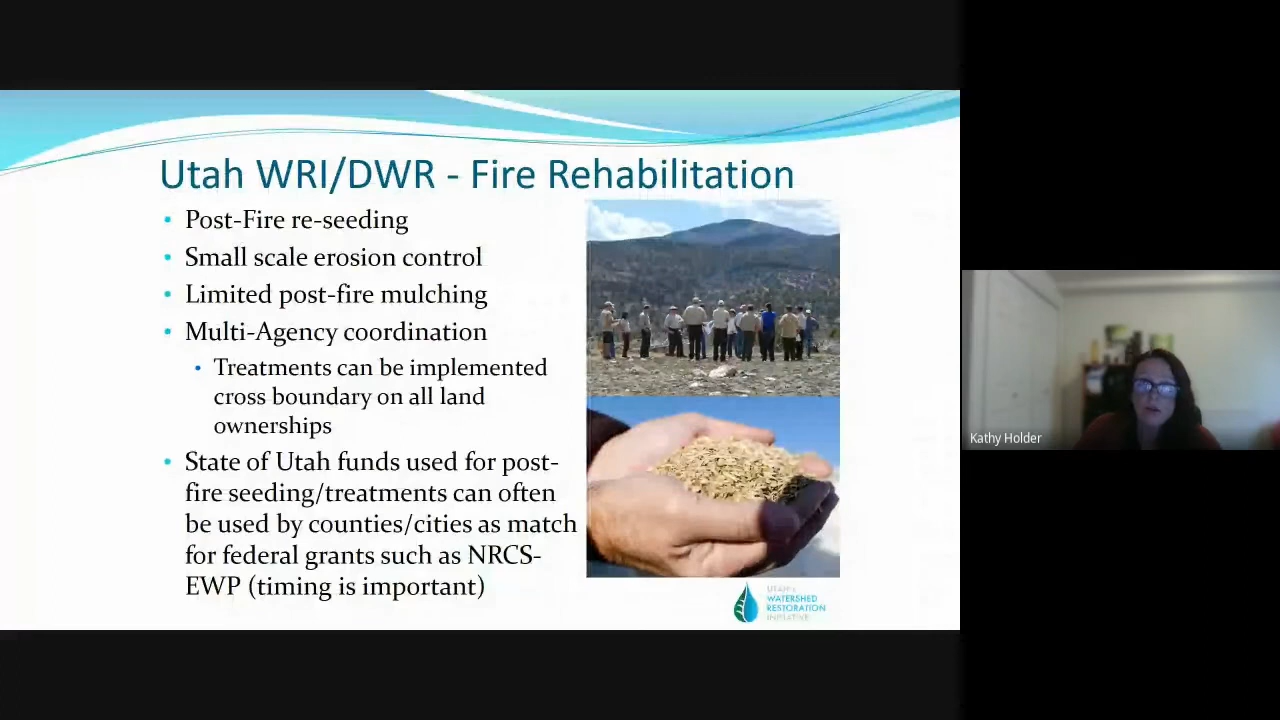 Utah WRI/DWR - Fire Rehabilitation
• Post-Fire re-seeding
• Small scale erosion control
• Limited post-fire mulching
• Multi-Agency coordination
• Treatments can be implemented
cross boundary on all land
ownerships
• State of Utah funds used for post-
fire seeding/treatments can often
be used by counties/cities as match
for federal grants such as NRCS-
EWP (timing is important)
UTAH'S
WATERSHED
RESTORATION
INITIATIVE
Kathy Holder